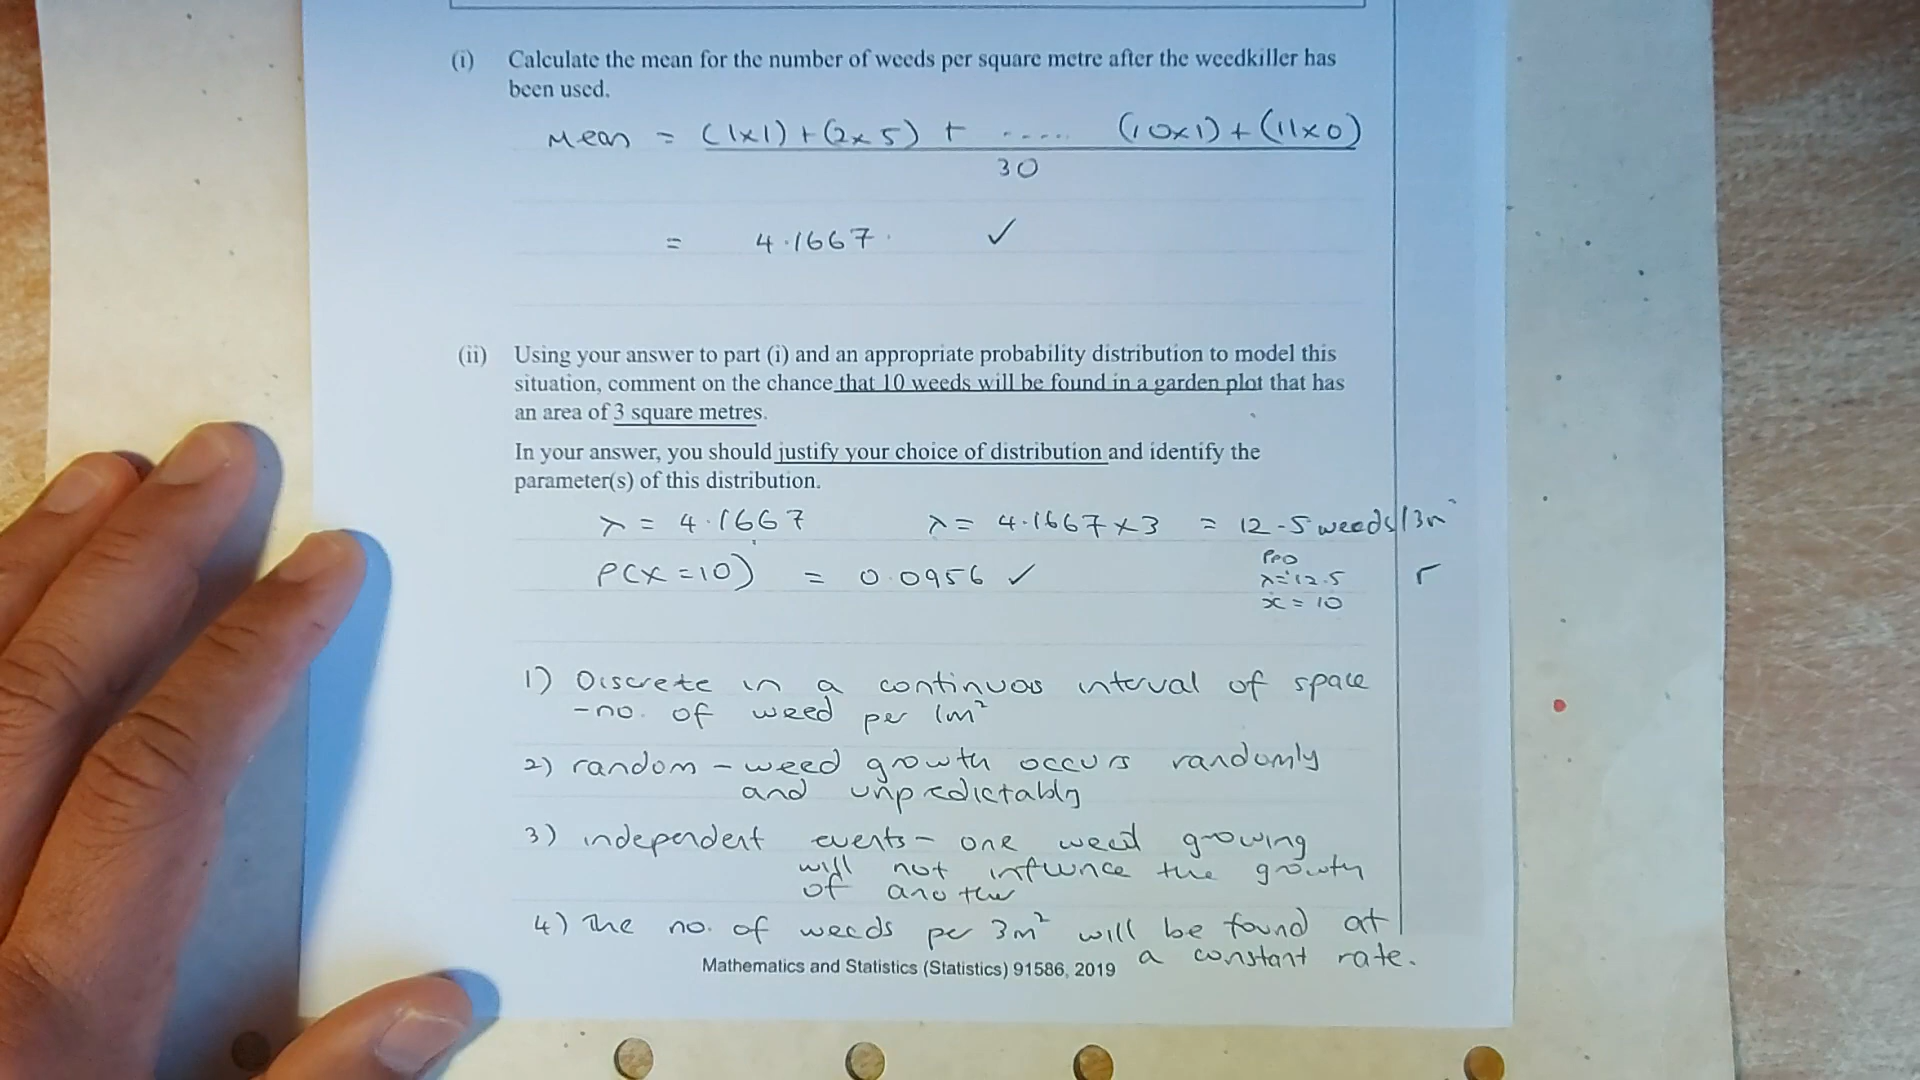 (i) Calculate the mean for the number of weeds per square metre after the weedkiller has
been used.
Mean = (1x1) + (2x5) + ..... (10x1) + (11x0)
30
= 4.1667 ✓
(ii) Using your answer to part (i) and an appropriate probability distribution to model this
situation, comment on the chance that 10 weeds will be found in a garden plot that has
an area of 3 square metres.
In your answer, you should justify your choice of distribution and identify the
parameter(s) of this distribution.
λ = 4.1667 λ = 4.1667 x 3 = 12.5 weeds/3m²
P(X = 10) = 0.0956 ✓
PPD
λ = 12.5
x = 10
r
1) Discrete in a continuous interval of space
- no. of weed per 1m²
2) random - weed growth occurs randomly
and unpredictably
3) independent events - one weed growing
will not influence the growth
of another
4) The no. of weeds per 3m² will be found at
a constant rate.
Mathematics and Statistics (Statistics) 91586, 2019